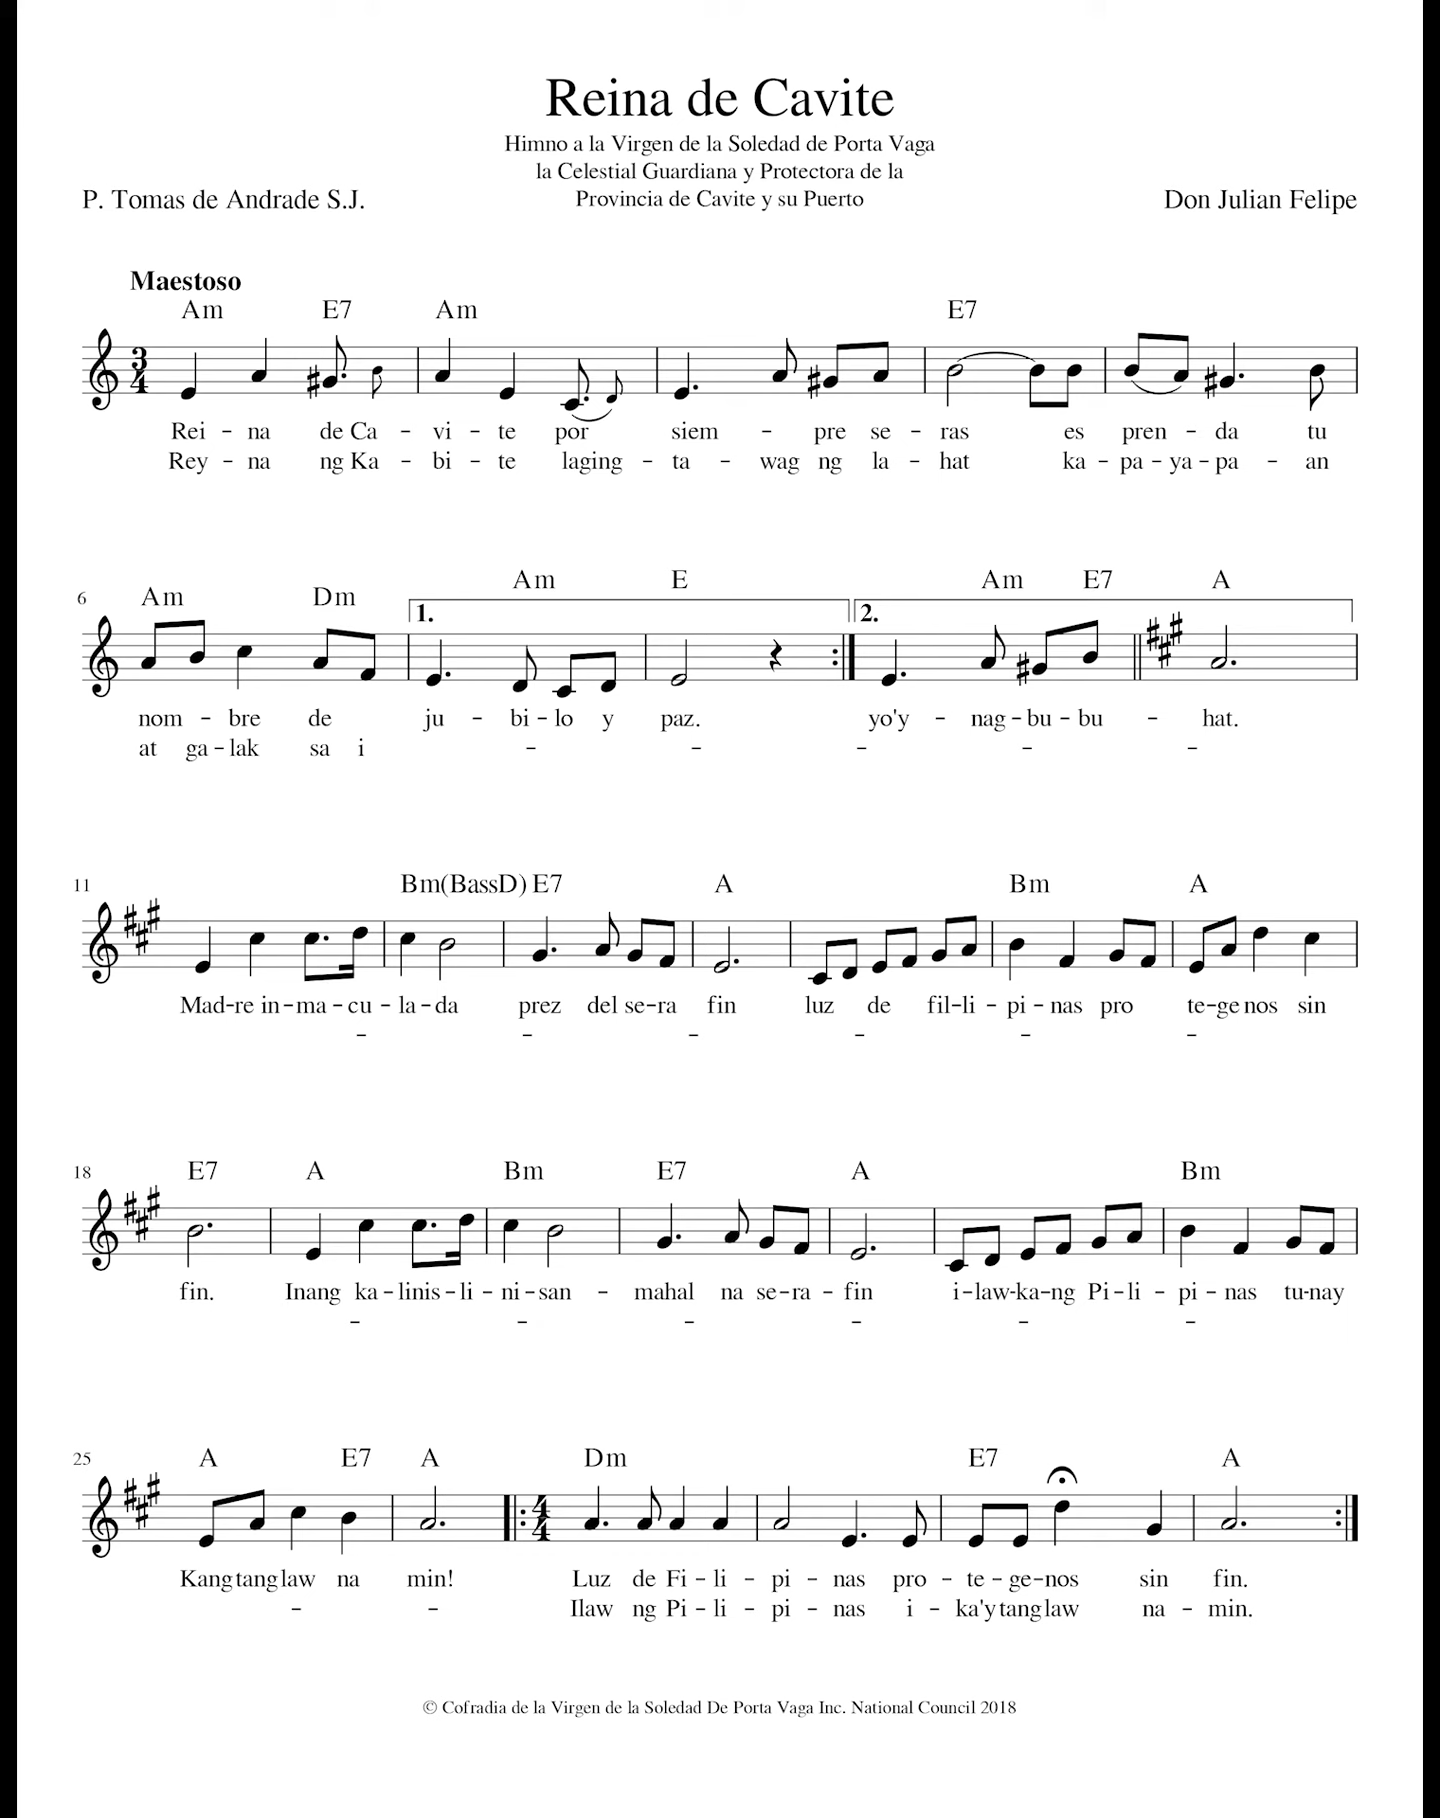 Reina de Cavite
Himno a la Virgen de la Soledad de Porta Vaga
la Celestial Guardiana y Protectora de la
P. Tomas de Andrade S.J. Provincia de Cavite y su Puerto Don Julian Felipe
Maestoso
Am E7 Am E7
3/4
Rei - na de Ca - vi - te por siem - pre se - ras es pren - da tu
Rey - na ng Ka - bi - te laging - ta - wag ng la - hat ka - pa - ya - pa - an
6 Am Dm Am E Am E7 A
1. 2.
nom - bre de ju - bi - lo y paz. yo'y - nag - bu - bu - hat.
at ga - lak sa i - - - - -
11 Bm(BassD) E7 A Bm A
Mad-re in-ma-cu-la-da prez del se-ra fin luz de fil-li-pi-nas pro te-ge nos sin
- - - - - -
18 E7 A Bm E7 A Bm
fin. Inang ka-linis-li-ni-san-mahal na se-ra-fin i-law-ka-ng Pi-li-pi-nas tu-nay
- - - - - -
25 A E7 A Dm E7 A
4/4
Kang tang law na min! Luz de Fi - li - pi - nas pro - te - ge - nos sin fin.
- - Ilaw ng Pi - li - pi - nas i - ka'y tang law na - min.
© Cofradia de la Virgen de la Soledad De Porta Vaga Inc. National Council 2018